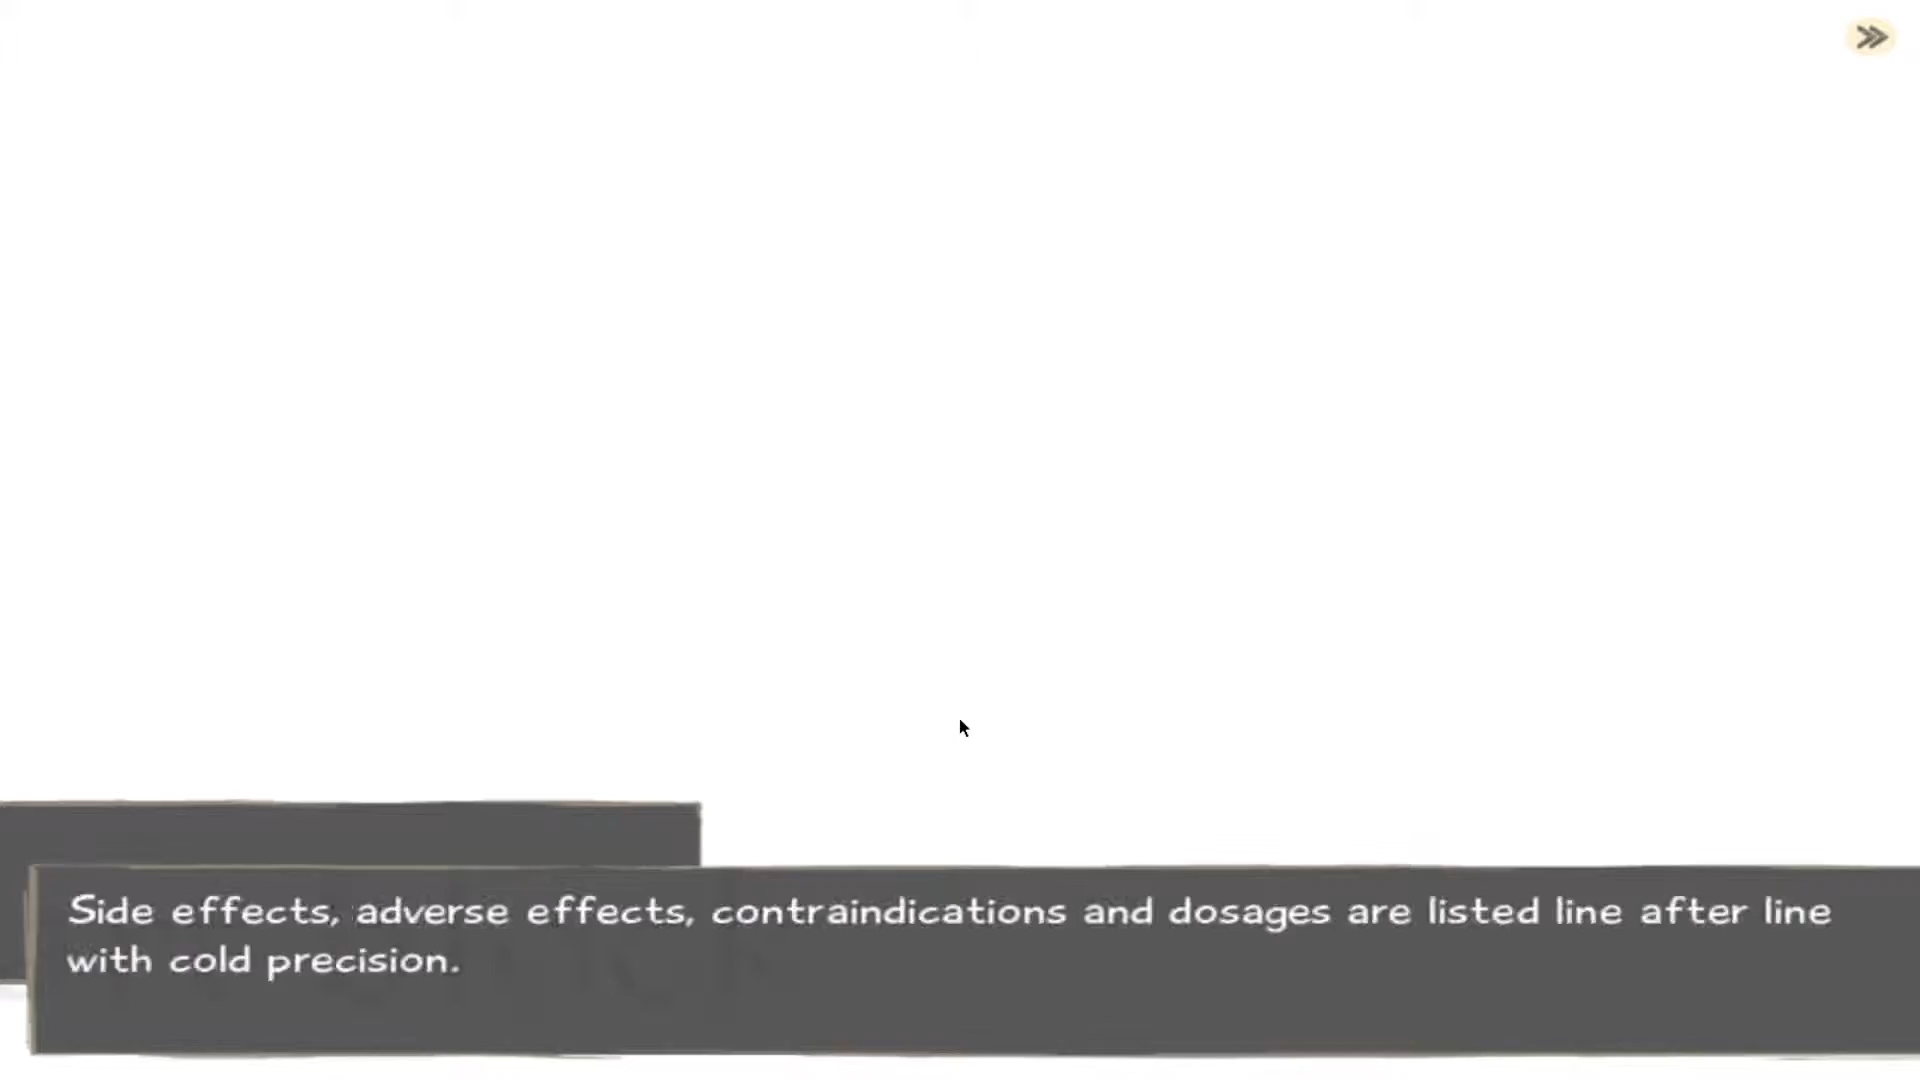 Side effects, adverse effects, contraindications and dosages are listed line after line
with cold precision.